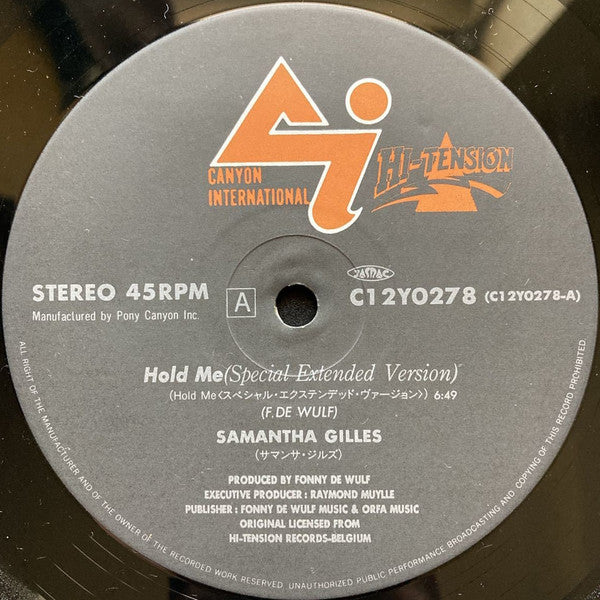 CANYON
INTERNATIONAL
HI-TENSION
STEREO 45RPM
Manufactured by Pony Canyon Inc.
A
JASRAC
C12Y0278 (C12Y0278-A)
Hold Me(Special Extended Version)
(Hold Me〈スペシャル・エクステンデッド・ヴァージョン〉) 6:49
(F.DE WULF)
SAMANTHA GILLES
(サマンサ・ジルズ)
PRODUCED BY FONNY DE WULF
EXECUTIVE PRODUCER : RAYMOND MUYLLE
PUBLISHER : FONNY DE WULF MUSIC & ORFA MUSIC
ORIGINAL LICENSED FROM
HI-TENSION RECORDS-BELGIUM
ALL RIGHT OF THE MANUFACTURER AND OF THE OWNER OF THE RECORDED WORK RESERVED UNAUTHORIZED PUBLIC PERFORMANCE BROADCASTING AND COPYING OF THIS RECORD PROHIBITED.